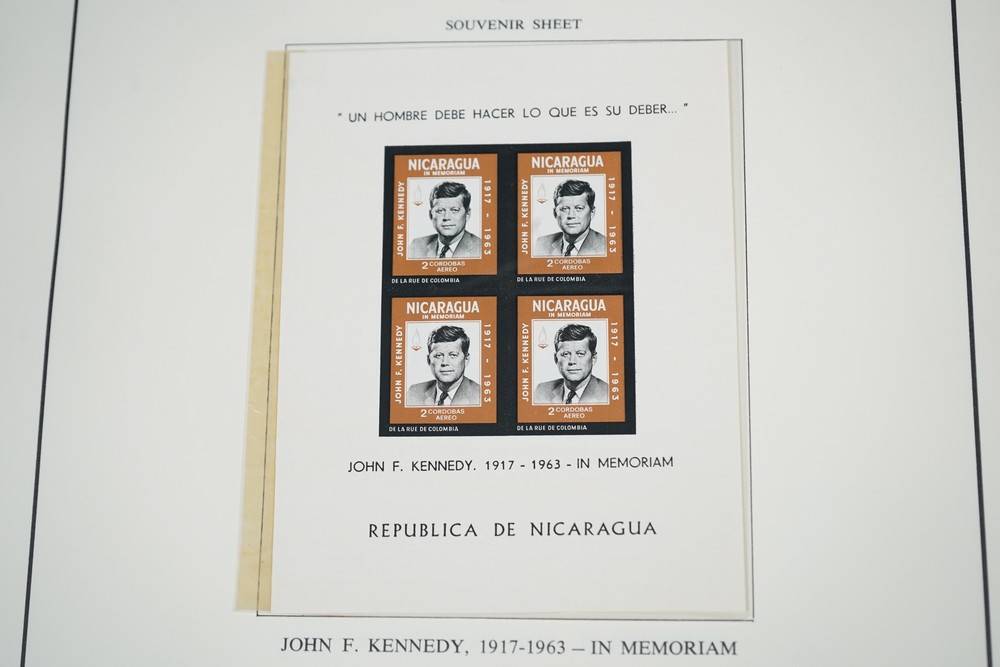 SOUVENIR SHEET
" UN HOMBRE DEBE HACER LO QUE ES SU DEBER... "
NICARAGUA
IN MEMORIAM
JOHN F. KENNEDY
1917 - 1963
2 CORDOBAS
AEREO
DE LA RUE DE COLOMBIA
NICARAGUA
IN MEMORIAM
JOHN F. KENNEDY
1917 - 1963
2 CORDOBAS
AEREO
DE LA RUE DE COLOMBIA
NICARAGUA
IN MEMORIAM
JOHN F. KENNEDY
1917 - 1963
2 CORDOBAS
AEREO
DE LA RUE DE COLOMBIA
NICARAGUA
IN MEMORIAM
JOHN F. KENNEDY
1917 - 1963
2 CORDOBAS
AEREO
DE LA RUE DE COLOMBIA
JOHN F. KENNEDY. 1917 - 1963 - IN MEMORIAM
REPUBLICA DE NICARAGUA
JOHN F. KENNEDY, 1917-1963 — IN MEMORIAM